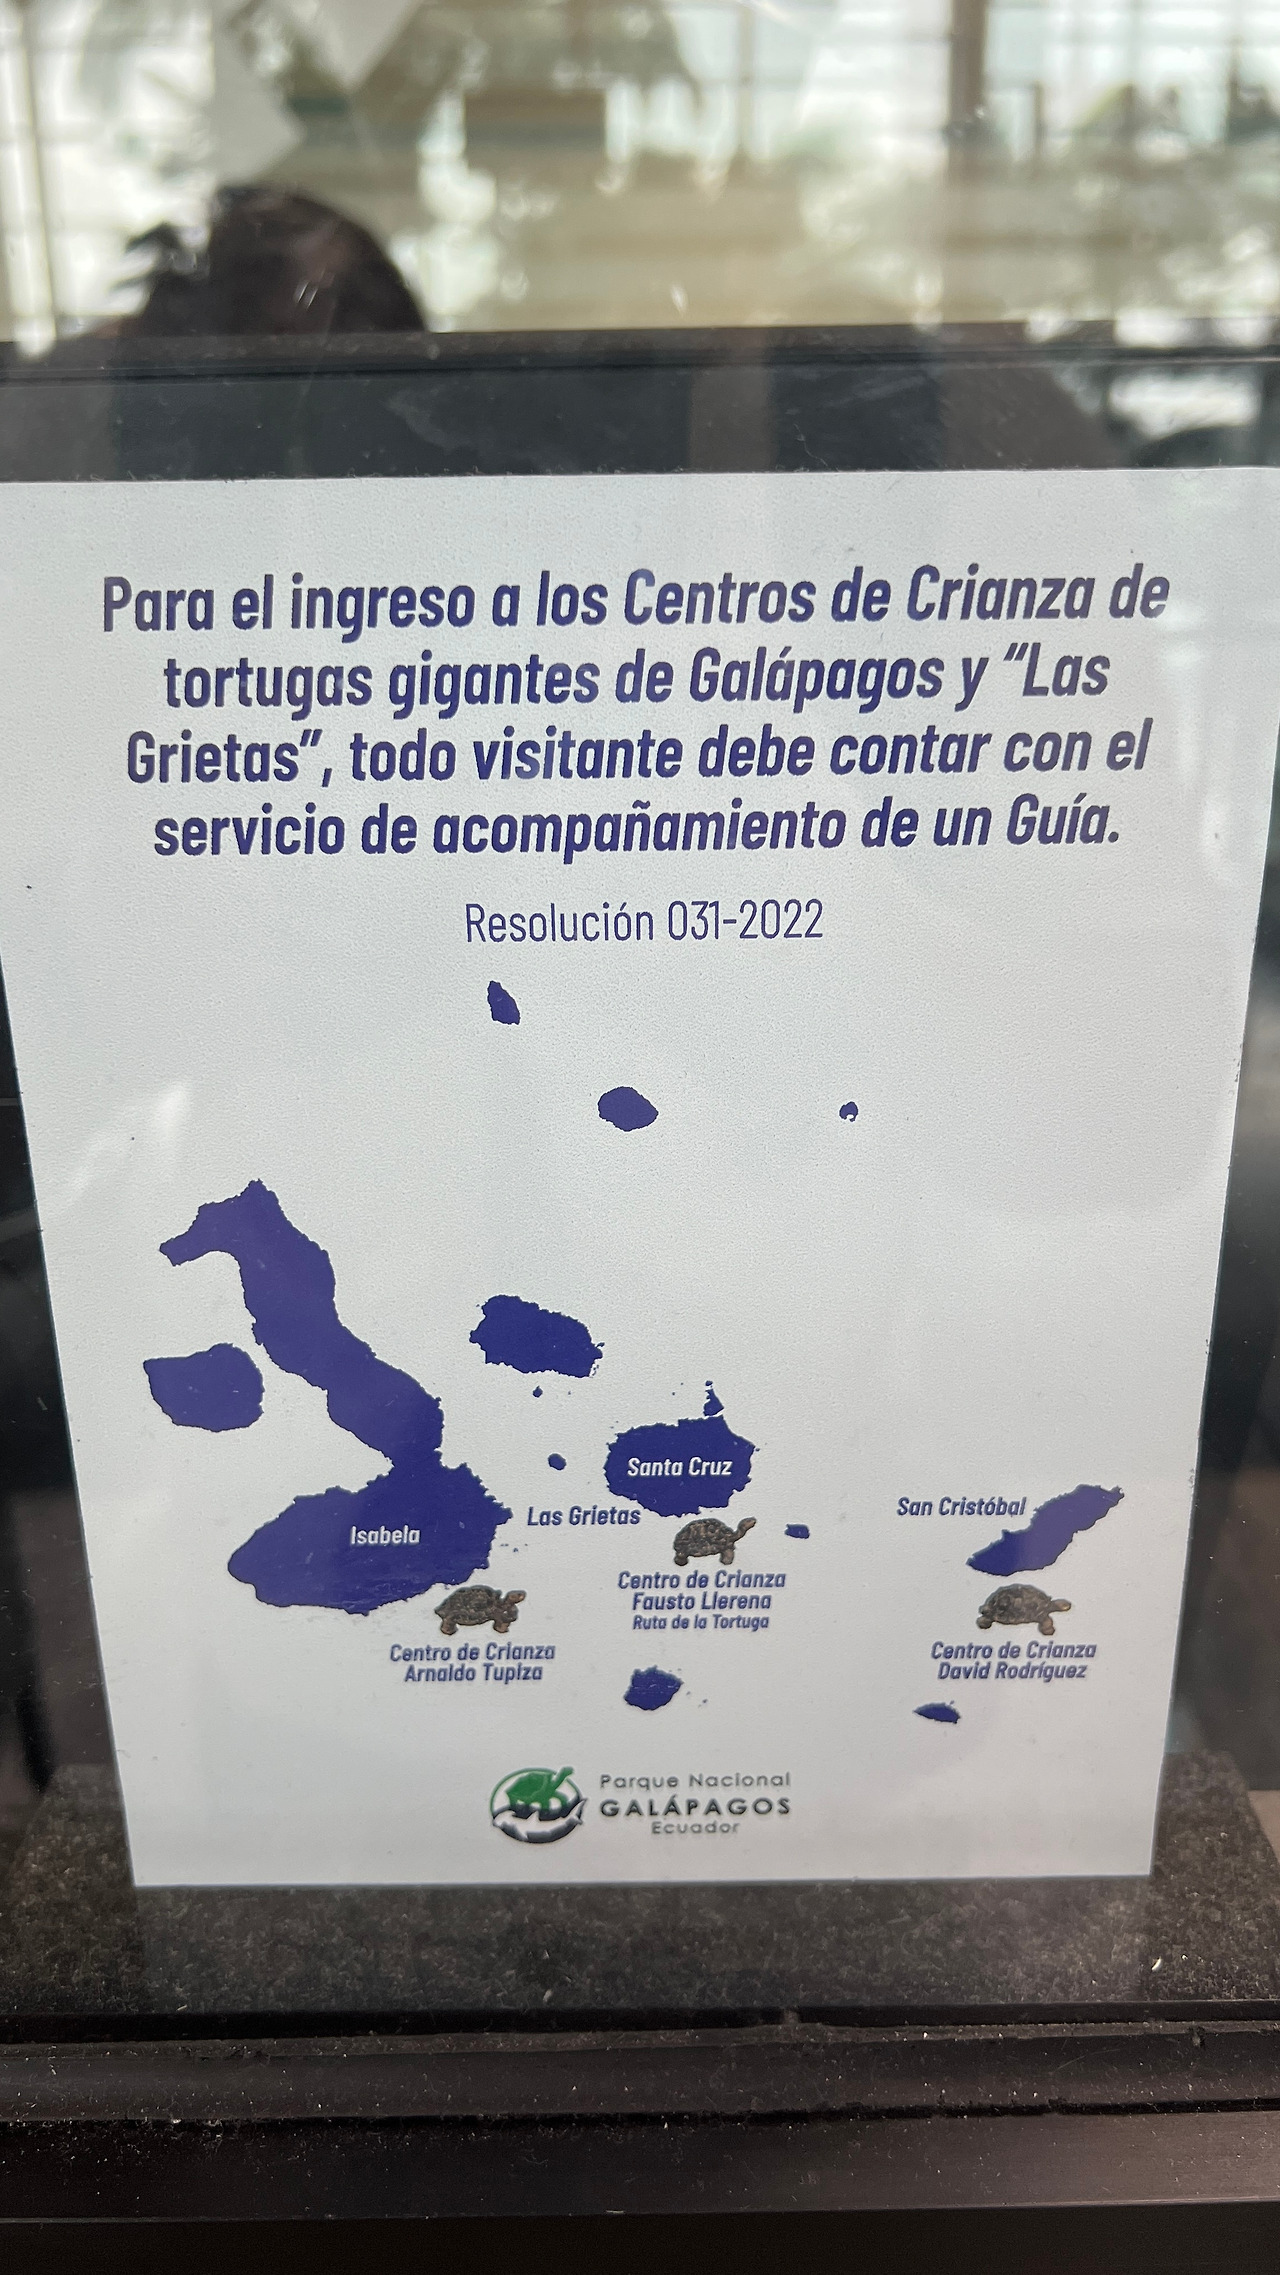 Para el ingreso a los Centros de Crianza de
tortugas gigantes de Galápagos y "Las
Grietas", todo visitante debe contar con el
servicio de acompañamiento de un Guía.
Resolución 031-2022
Santa Cruz
San Cristóbal
Las Grietas
Isabela
Centro de Crianza
Fausto Llerena
Ruta de la Tortuga
Centro de Crianza
Arnaldo Tupiza
Centro de Crianza
David Rodríguez
Parque Nacional
GALÁPAGOS
Ecuador